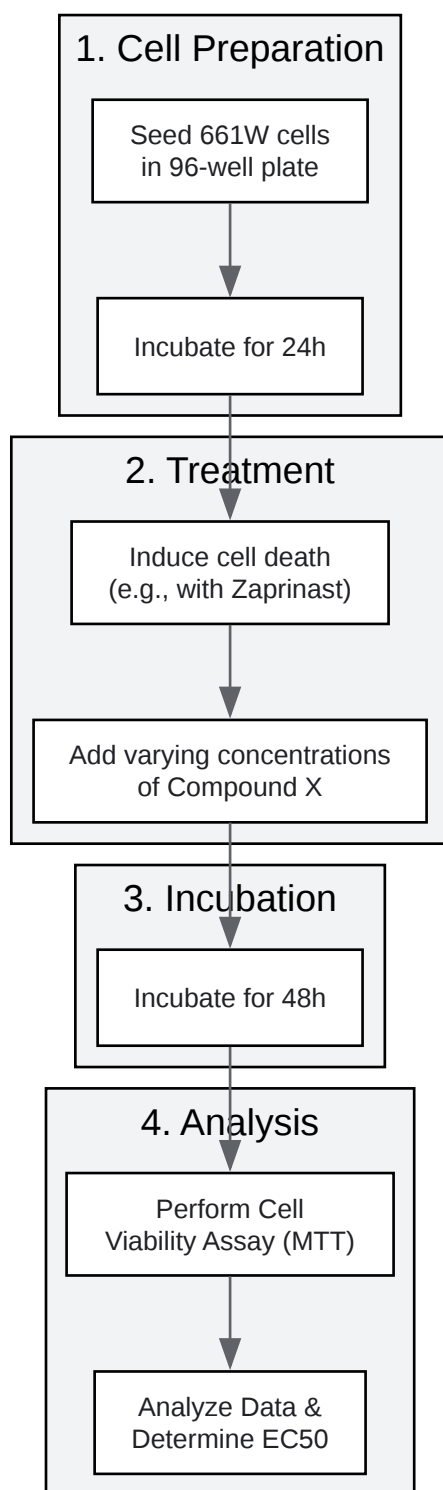 1. Cell Preparation
Seed 661W cells
in 96-well plate
Incubate for 24h
2. Treatment
Induce cell death
(e.g., with Zaprinast)
Add varying concentrations
of Compound X
3. Incubation
Incubate for 48h
4. Analysis
Perform Cell
Viability Assay (MTT)
Analyze Data &
Determine EC50